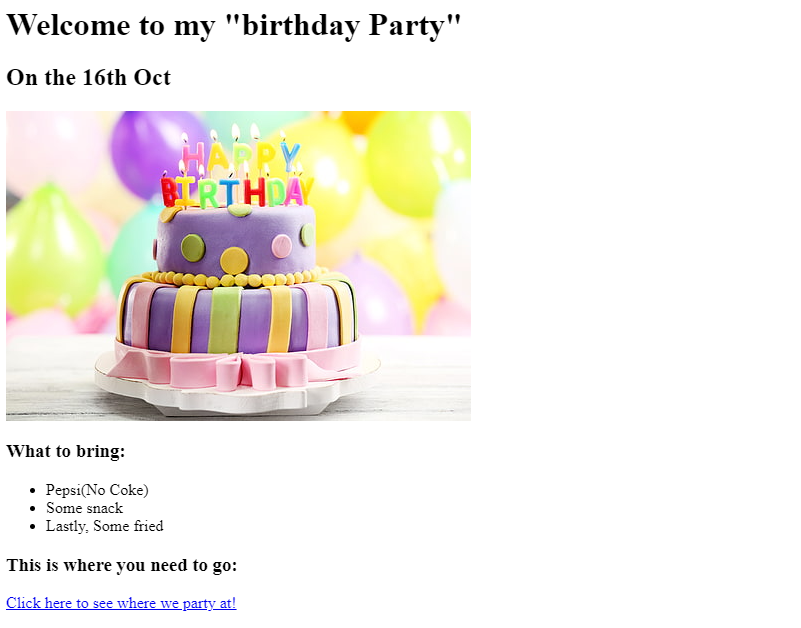 Welcome to my "birthday Party"
On the 16th Oct
HAPPY
BIRTHDAY
What to bring:
Pepsi(No Coke)
Some snack
Lastly, Some fried
This is where you need to go:
Click here to see where we party at!